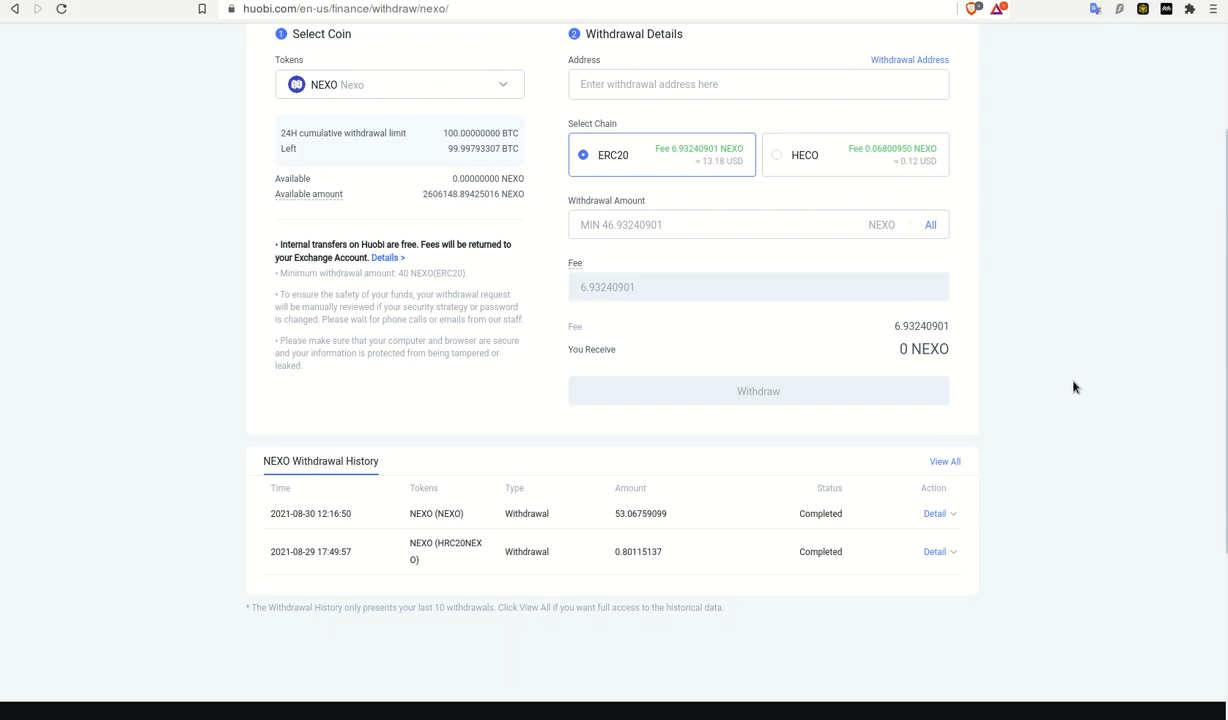 huobi.com/en-us/finance/withdraw/nexo/
1 Select Coin
Tokens
NEXO Nexo
24H cumulative withdrawal limit 100.00000000 BTC
Left 99.99793307 BTC
Available 0.00000000 NEXO
Available amount 2606148.89425016 NEXO
• Internal transfers on Huobi are free. Fees will be returned to
your Exchange Account. Details >
• Minimum withdrawal amount: 40 NEXO(ERC20).
• To ensure the safety of your funds, your withdrawal request
will be manually reviewed if your security strategy or password
is changed. Please wait for phone calls or emails from our staff.
• Please make sure that your computer and browser are secure
and your information is protected from being tampered or
leaked.
2 Withdrawal Details
Address Withdrawal Address
Enter withdrawal address here
Select Chain
ERC20 Fee 6.93240901 NEXO
≈ 13.18 USD
HECO Fee 0.06800950 NEXO
≈ 0.12 USD
Withdrawal Amount
MIN 46.93240901 NEXO All
Fee
6.93240901
Fee 6.93240901
You Receive 0 NEXO
Withdraw
NEXO Withdrawal History View All
Time Tokens Type Amount Status Action
2021-08-30 12:16:50 NEXO (NEXO) Withdrawal 53.06759099 Completed Detail
2021-08-29 17:49:57 NEXO (HRC20NEX
O) Withdrawal 0.80115137 Completed Detail
* The Withdrawal History only presents your last 10 withdrawals. Click View All if you want full access to the historical data.